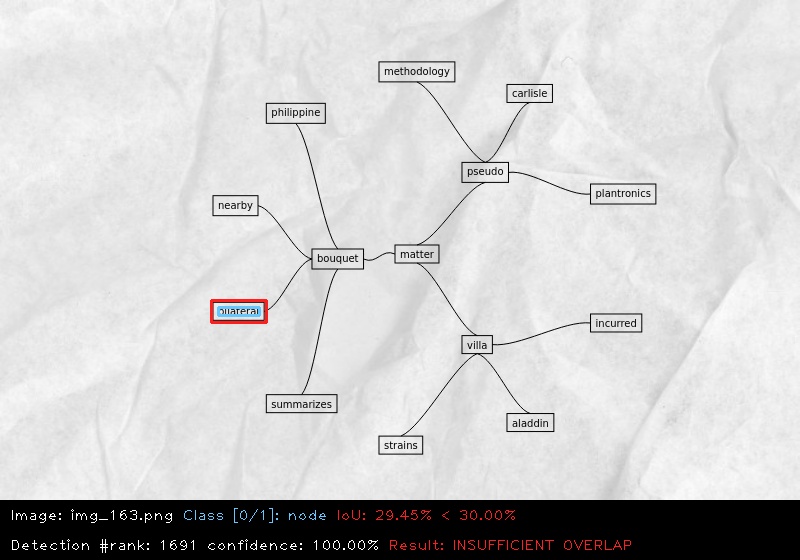 methodology
carlisle
philippine
pseudo
plantronics
nearby
bouquet
matter
incurred
villa
summarizes
aladdin
strains
Image: img_163.png Class [0/1]: node IoU: 29.45% < 30.00%
Detection #rank: 1691 confidence: 100.00% Result: INSUFFICIENT OVERLAP